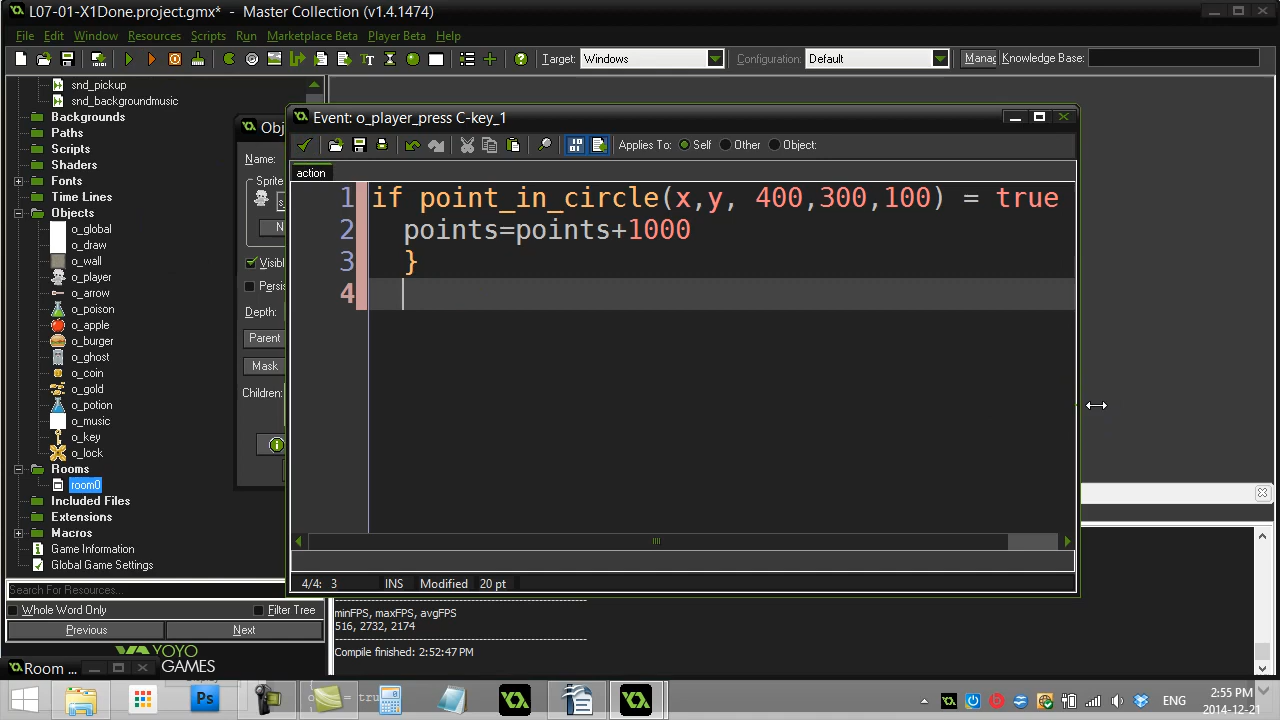 L07-01-X1Done.project.gmx* - Master Collection (v1.4.1474)
File Edit Window Resources Scripts Run Marketplace Beta Player Beta Help
Target: Windows Configuration: Default Manag Knowledge Base:
snd_pickup
snd_backgroundmusic
Backgrounds
Paths
Scripts
Shaders
Fonts
Time Lines
Objects
o_global
o_draw
o_wall
o_player
o_arrow
o_poison
o_apple
o_burger
o_ghost
o_coin
o_gold
o_potion
o_music
o_key
o_lock
Rooms
room0
Included Files
Extensions
Macros
Game Information
Global Game Settings
Search For Resources...
Whole Word Only Filter Tree
Previous Next
YOYO
GAMES
Room ...
Obj
Name:
Sprite
s_
N
Visibl
Persis
Depth:
Parent
Mask
Children:
Event: o_player_press C-key_1
Applies To: Self Other Object:
action
1 if point_in_circle(x,y, 400,300,100) = true
2 points=points+1000
3 }
4
4/4: 3 INS Modified 20 pt
minFPS, maxFPS, avgFPS
516, 2732, 2174
Compile finished: 2:52:47 PM
Ps
ENG
2:55 PM
2014-12-21